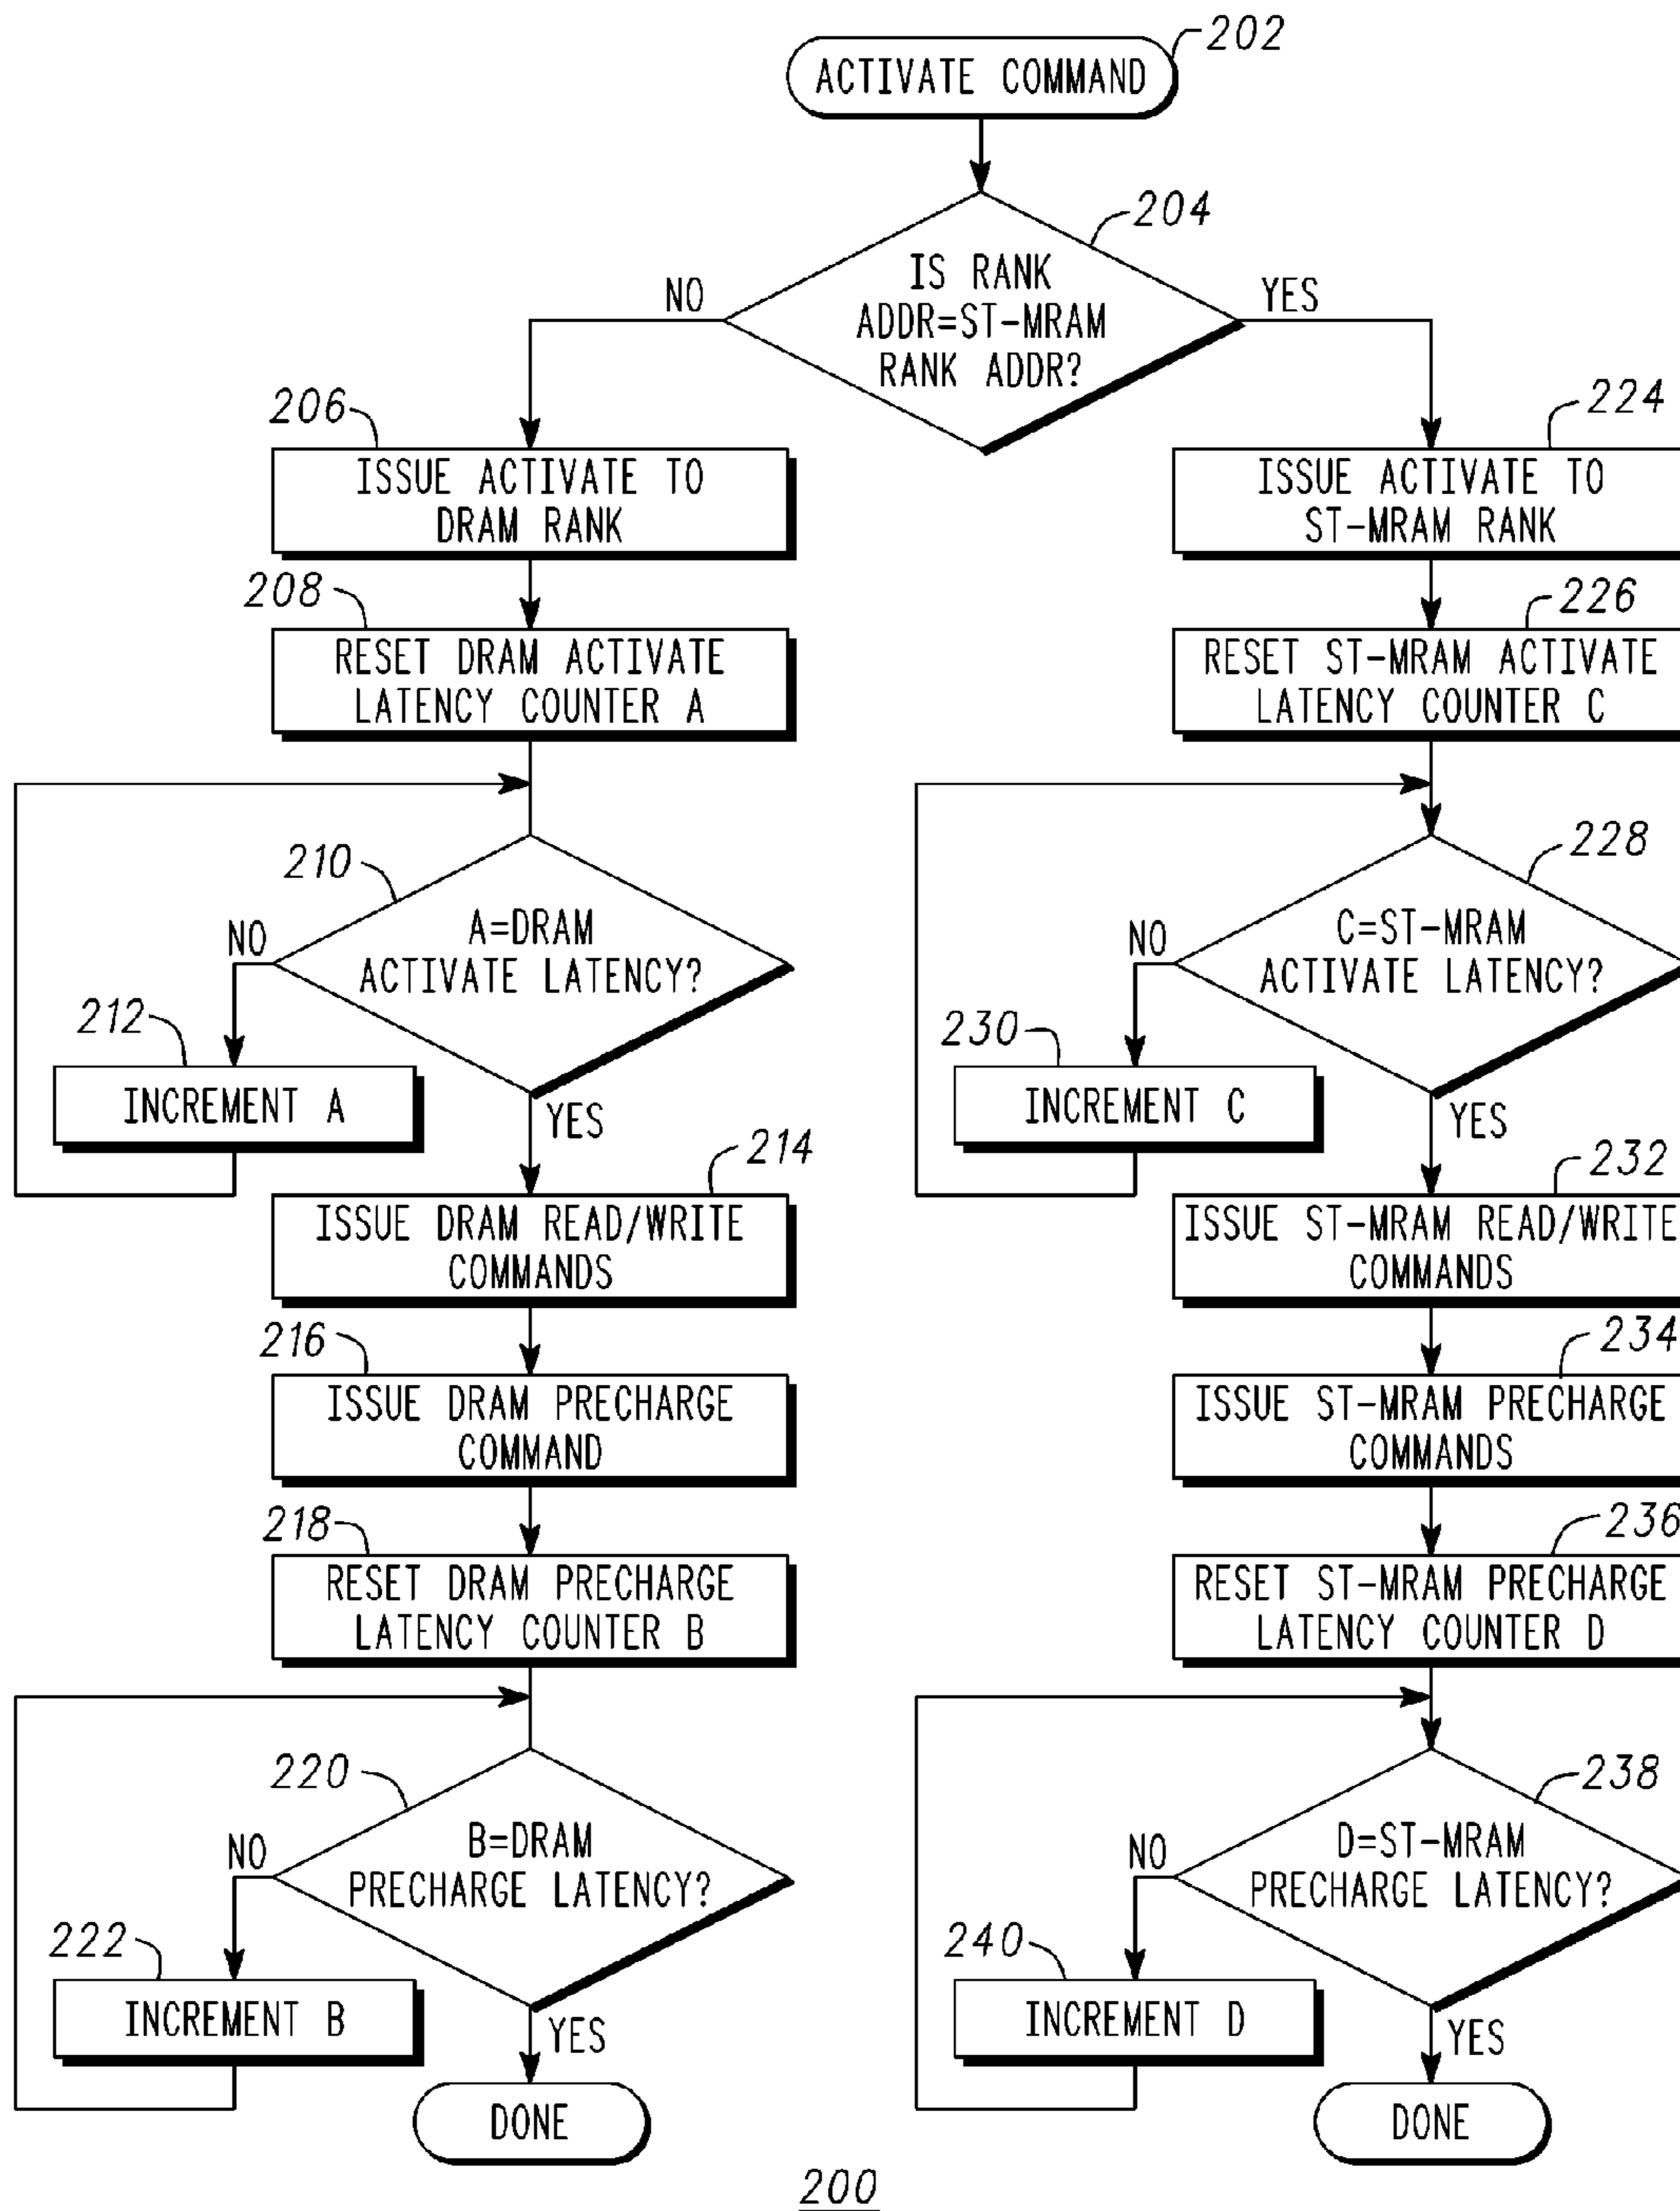 202
ACTIVATE COMMAND
204
IS RANK
ADDR=ST-MRAM
RANK ADDR?
NO
YES
206
ISSUE ACTIVATE TO
DRAM RANK
208
RESET DRAM ACTIVATE
LATENCY COUNTER A
210
A=DRAM
ACTIVATE LATENCY?
NO
212
INCREMENT A
YES
214
ISSUE DRAM READ/WRITE
COMMANDS
216
ISSUE DRAM PRECHARGE
COMMAND
218
RESET DRAM PRECHARGE
LATENCY COUNTER B
220
B=DRAM
PRECHARGE LATENCY?
NO
222
INCREMENT B
YES
DONE
224
ISSUE ACTIVATE TO
ST-MRAM RANK
226
RESET ST-MRAM ACTIVATE
LATENCY COUNTER C
228
C=ST-MRAM
ACTIVATE LATENCY?
NO
230
INCREMENT C
YES
232
ISSUE ST-MRAM READ/WRITE
COMMANDS
234
ISSUE ST-MRAM PRECHARGE
COMMANDS
236
RESET ST-MRAM PRECHARGE
LATENCY COUNTER D
238
D=ST-MRAM
PRECHARGE LATENCY?
NO
240
INCREMENT D
YES
DONE
200